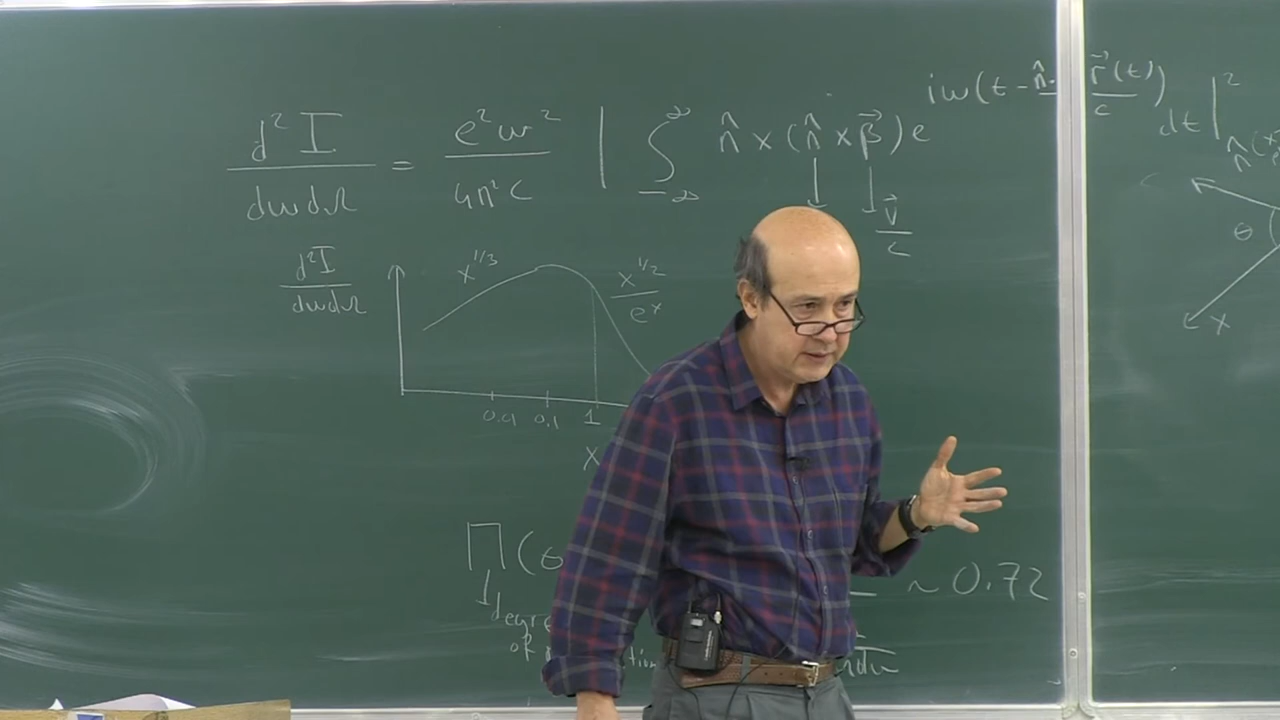 d²I / dωdΩ = e²ω² / 4π²c | ∫_{-∞}^{∞} n̂ × (n̂ × β⃗) e^{iω(t - n̂·r⃗(t)/c)} dt |²
v⃗ / c
n̂
θ
x
d²I / dωdΩ
x^{1/3}
x^{1/2} / e^x
0.01 0.1 1
x
Π(θ ~ 0.72
degre
of